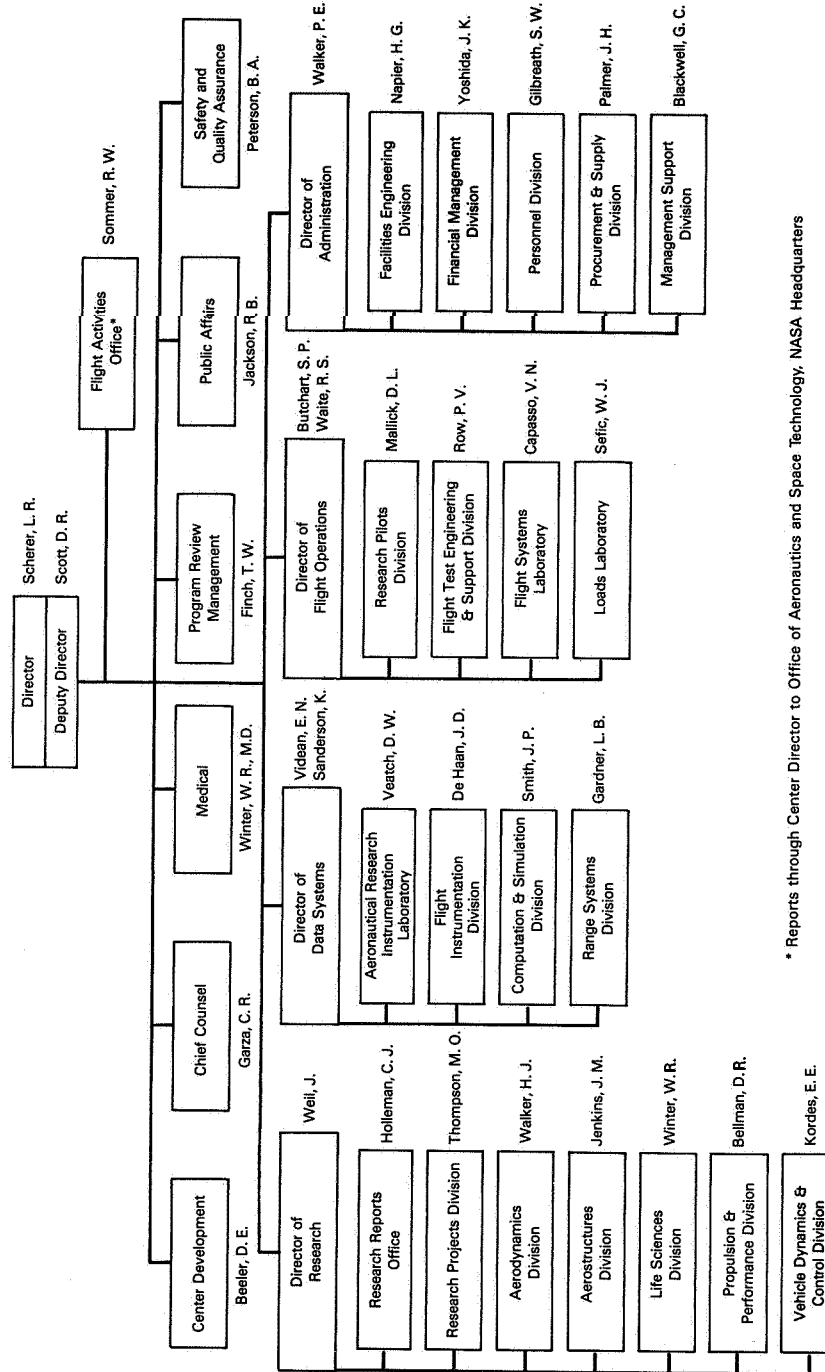 Director
Scherer, L. R.
Deputy Director
Scott, D. R.
Flight Activities
Office*
Sommer, R. W.
Center Development
Beeler, D. E.
Chief Counsel
Garza, C. R.
Medical
Winter, W. R., M.D.
Program Review
Management
Finch, T. W.
Public Affairs
Jackson, R. B.
Safety and
Quality Assurance
Peterson, B. A.
Director of
Research
Weil, J.
Research Reports
Office
Holleman, C. J.
Research Projects Division
Thompson, M. O.
Aerodynamics
Division
Walker, H. J.
Aerostructures
Division
Jenkins, J. M.
Life Sciences
Division
Winter, W. R.
Propulsion &
Performance Division
Bellman, D. R.
Vehicle Dynamics &
Control Division
Kordes, E. E.
Director of
Data Systems
Videan, E. N.
Sanderson, K.
Aeronautical Research
Instrumentation
Laboratory
Veatch, D. W.
Flight
Instrumentation
Division
De Haan, J. D.
Computation & Simulation
Division
Smith, J. P.
Range Systems
Division
Gardner, L. B.
Director of
Flight Operations
Butchart, S. P.
Waite, R. S.
Research Pilots
Division
Mallick, D. L.
Flight Test Engineering
& Support Division
Row, P. V.
Flight Systems
Laboratory
Capasso, V. N.
Loads Laboratory
Sefic, W. J.
Director of
Administration
Walker, P. E.
Facilities Engineering
Division
Napier, H. G.
Financial Management
Division
Yoshida, J. K.
Personnel Division
Gilbreath, S. W.
Procurement & Supply
Division
Palmer, J. H.
Management Support
Division
Blackwell, G. C.
* Reports through Center Director to Office of Aeronautics and Space Technology, NASA Headquarters